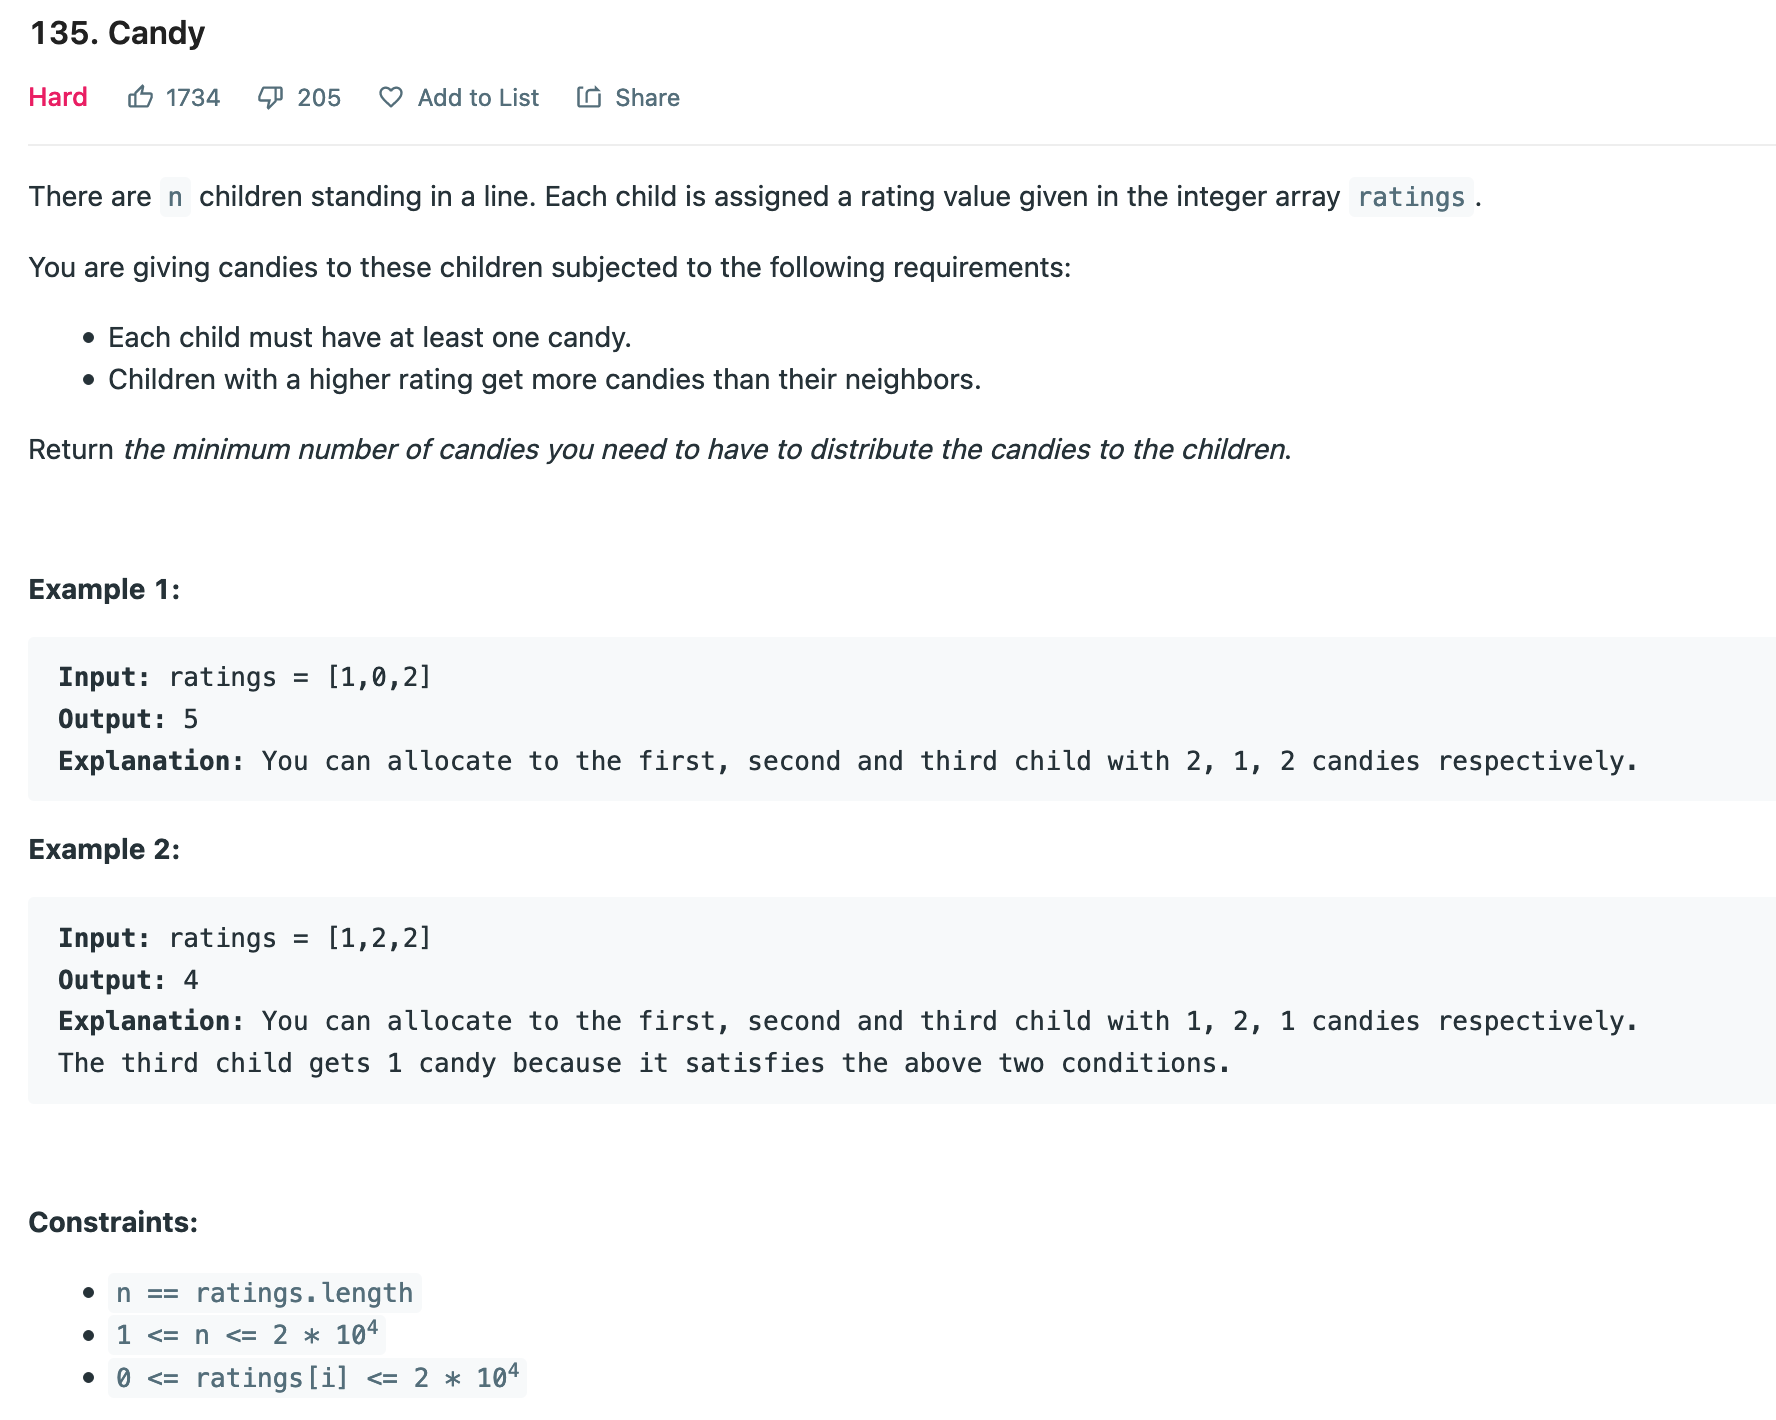 135. Candy
Hard 1734 205 Add to List Share
There are n children standing in a line. Each child is assigned a rating value given in the integer array ratings.
You are giving candies to these children subjected to the following requirements:
• Each child must have at least one candy.
• Children with a higher rating get more candies than their neighbors.
Return the minimum number of candies you need to have to distribute the candies to the children.
Example 1:
Input: ratings = [1,0,2]
Output: 5
Explanation: You can allocate to the first, second and third child with 2, 1, 2 candies respectively.
Example 2:
Input: ratings = [1,2,2]
Output: 4
Explanation: You can allocate to the first, second and third child with 1, 2, 1 candies respectively.
The third child gets 1 candy because it satisfies the above two conditions.
Constraints:
• n == ratings.length
• 1 <= n <= 2 * 10⁴
• 0 <= ratings[i] <= 2 * 10⁴